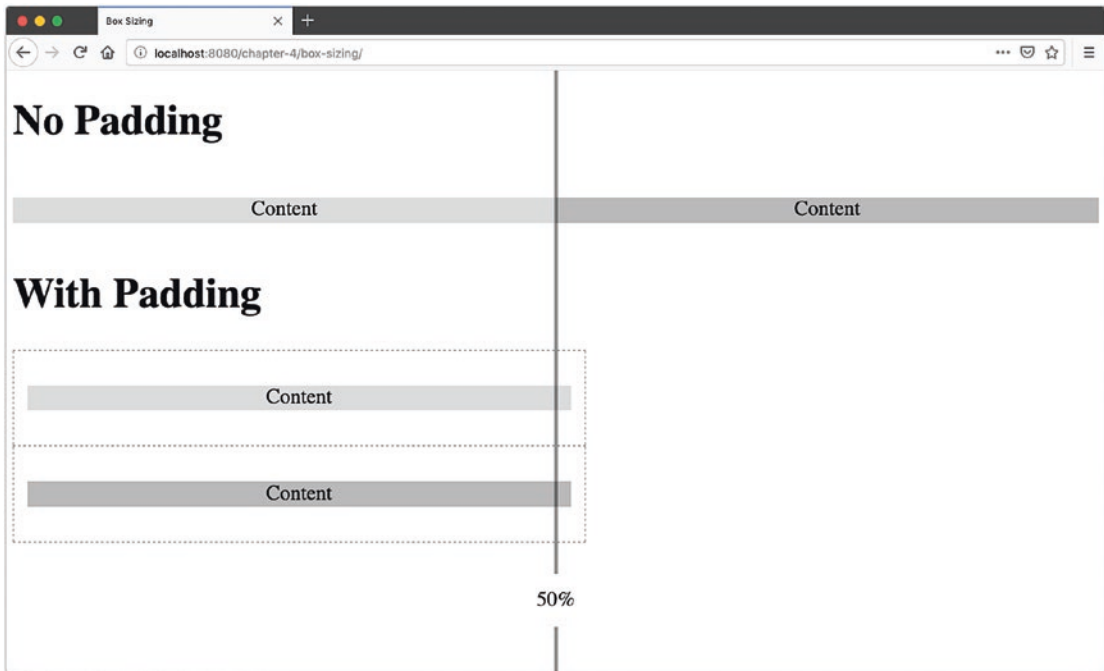 Box Sizing
localhost:8080/chapter-4/box-sizing/
No Padding
Content Content
With Padding
Content
Content
50%